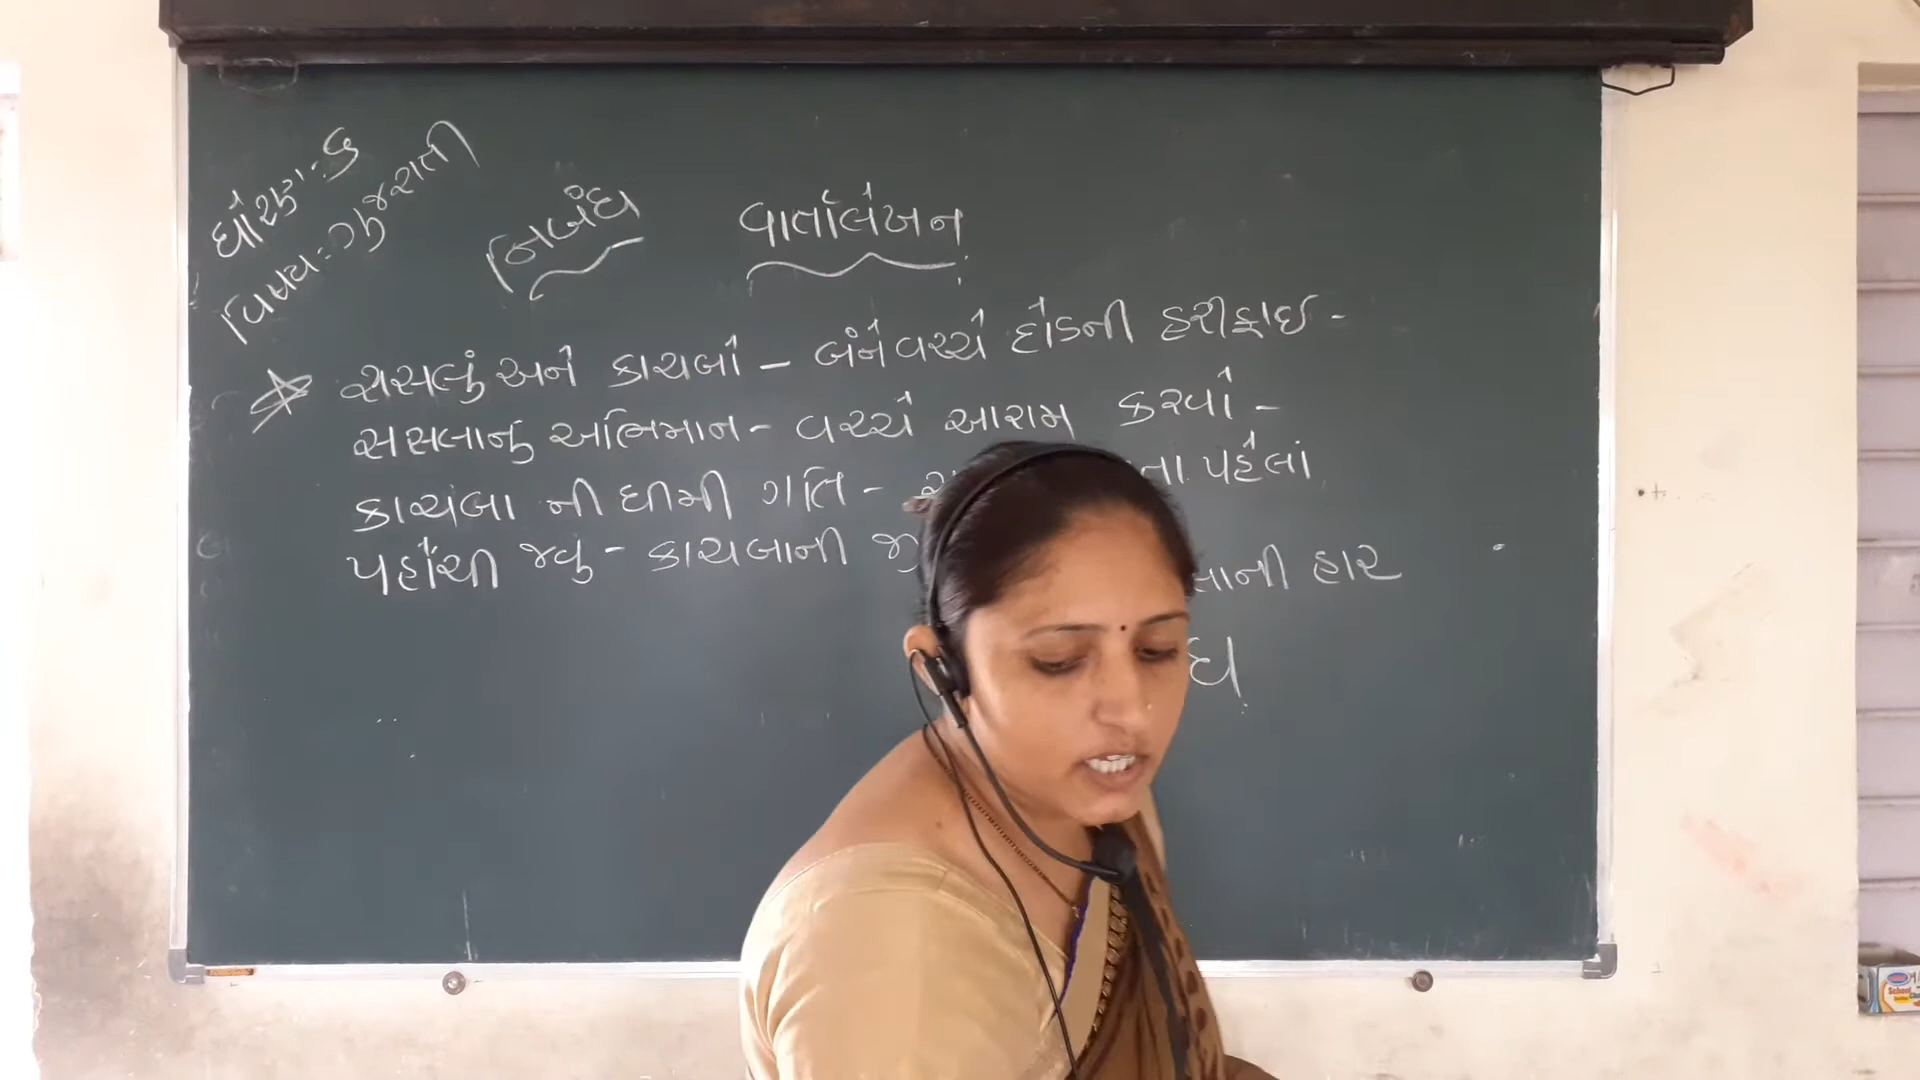 ધોરણ : ૬
વિષય : ગુજરાતી
નિબંધ
વાર્તાલેખન
સસલું અને કાચબો - બંને વચ્ચે દોડની હરીફાઈ -
સસલાનું અભિમાન - વચ્ચે આરામ કરવો -
કાચબા ની ધીમી ગતિ - પહેલાં
પહોંચી જવુ - કાચબાની હાર
School